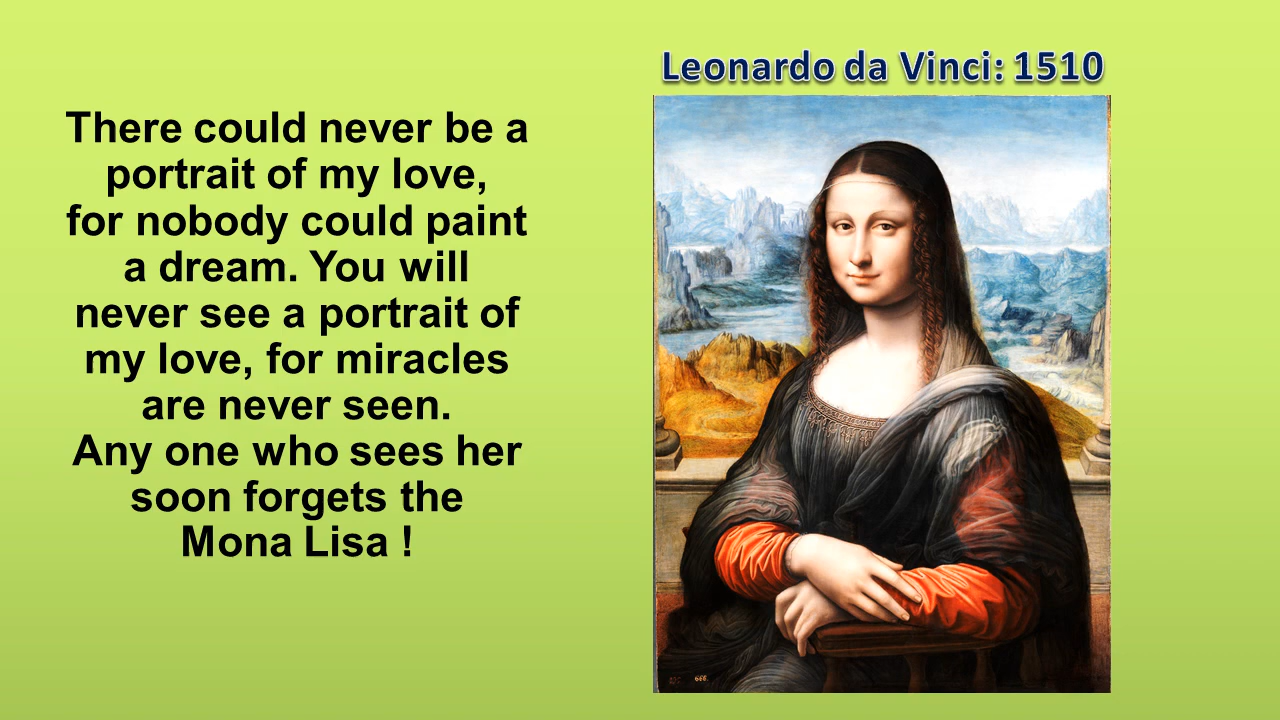 Leonardo da Vinci: 1510
There could never be a
portrait of my love,
for nobody could paint
a dream. You will
never see a portrait of
my love, for miracles
are never seen.
Any one who sees her
soon forgets the
Mona Lisa !
666.